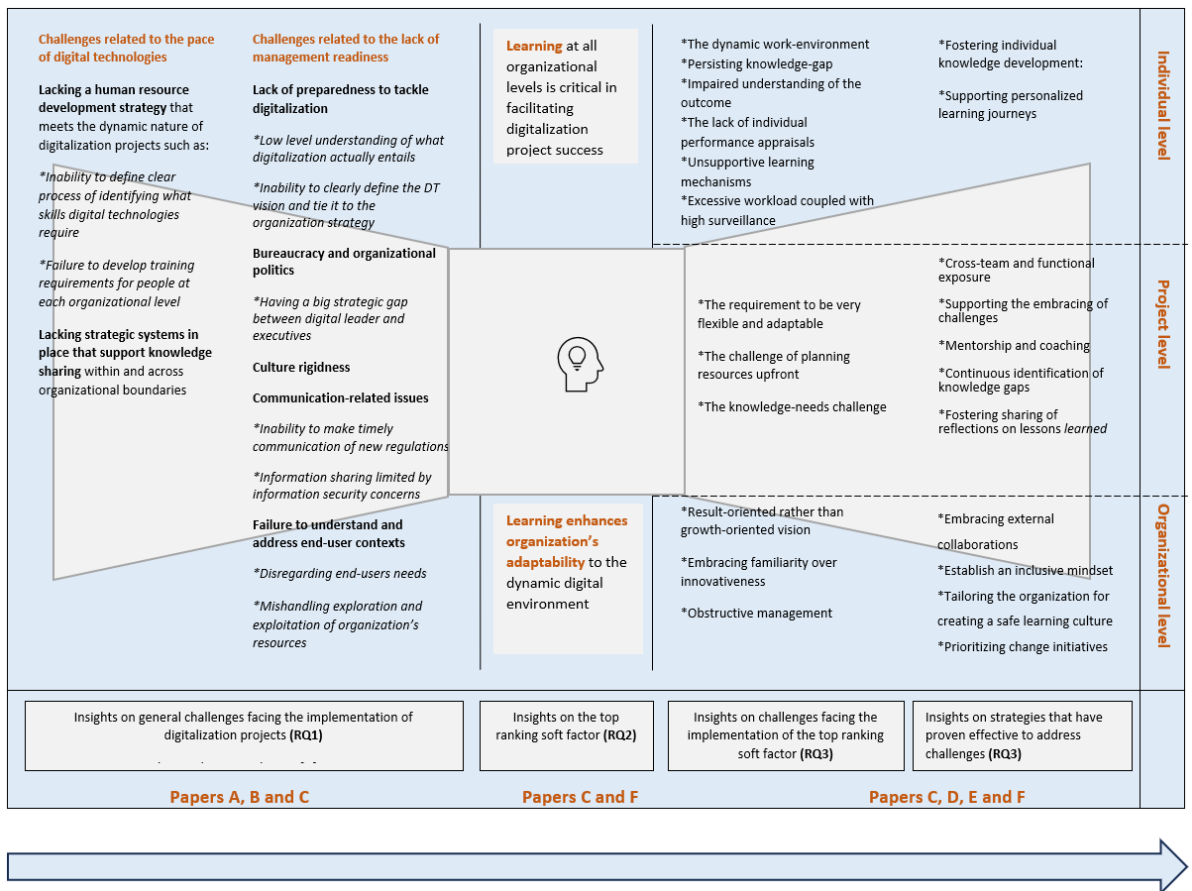 Challenges related to the pace
of digital technologies
Lacking a human resource
development strategy that
meets the dynamic nature of
digitalization projects such as:
*Inability to define clear
process of identifying what
skills digital technologies
require
*Failure to develop training
requirements for people at
each organizational level
Lacking strategic systems in
place that support knowledge
sharing within and across
organizational boundaries
Challenges related to the lack of
management readiness
Lack of preparedness to tackle
digitalization
*Low level understanding of what
digitalization actually entails
*Inability to clearly define the DT
vision and tie it to the
organization strategy
Bureaucracy and organizational
politics
*Having a big strategic gap
between digital leader and
executives
Culture rigidness
Communication-related issues
*Inability to make timely
communication of new regulations
*Information sharing limited by
information security concerns
Failure to understand and
address end-user contexts
*Disregarding end-users needs
*Mishandling exploration and
exploitation of organization's
resources
Learning at all
organizational
levels is critical in
facilitating
digitalization
project success
Learning enhances
organization's
adaptability to the
dynamic digital
environment
*The dynamic work-environment
*Persisting knowledge-gap
*Impaired understanding of the
outcome
*The lack of individual
performance appraisals
*Unsupportive learning
mechanisms
*Excessive workload coupled with
high surveillance
*Fostering individual
knowledge development:
*Supporting personalized
learning journeys
Individual level
*The requirement to be very
flexible and adaptable
*The challenge of planning
resources upfront
*The knowledge-needs challenge
*Cross-team and functional
exposure
*Supporting the embracing of
challenges
*Mentorship and coaching
*Continuous identification of
knowledge gaps
*Fostering sharing of
reflections on lessons learned
Project level
*Result-oriented rather than
growth-oriented vision
*Embracing familiarity over
innovativeness
*Obstructive management
*Embracing external
collaborations
*Establish an inclusive mindset
*Tailoring the organization for
creating a safe learning culture
*Prioritizing change initiatives
Organizational level
Insights on general challenges facing the implementation of
digitalization projects (RQ1)
Insights on the top
ranking soft factor (RQ2)
Insights on challenges facing the
implementation of the top ranking
soft factor (RQ3)
Insights on strategies that have
proven effective to address
challenges (RQ3)
Papers A, B and C
Papers C and F
Papers C, D, E and F